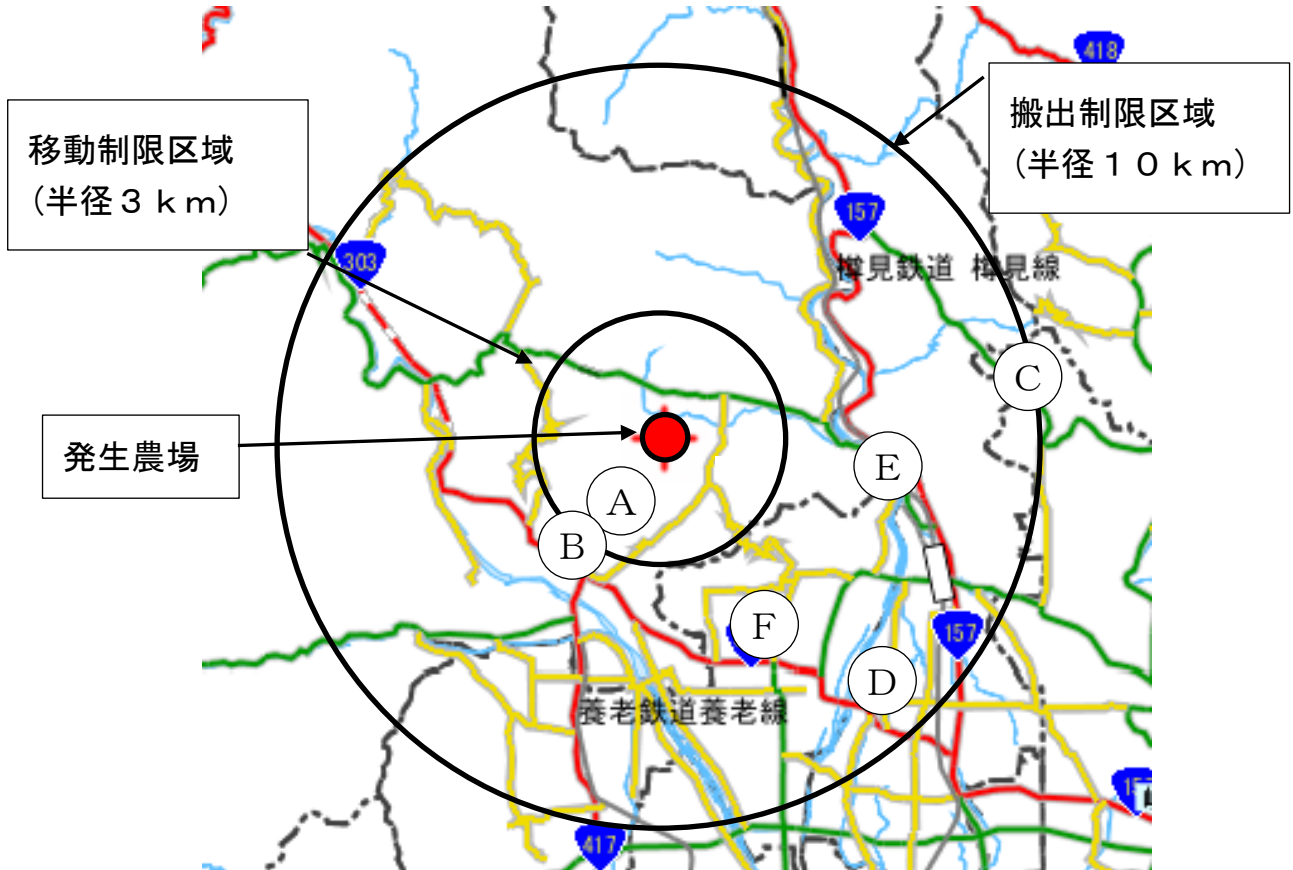 418
搬出制限区域
(半径１０ｋｍ)
移動制限区域
(半径３ｋｍ)
157
303
樽見鉄道 樽見線
C
発生農場
E
A
B
F
157
D
養老鉄道養老線
417